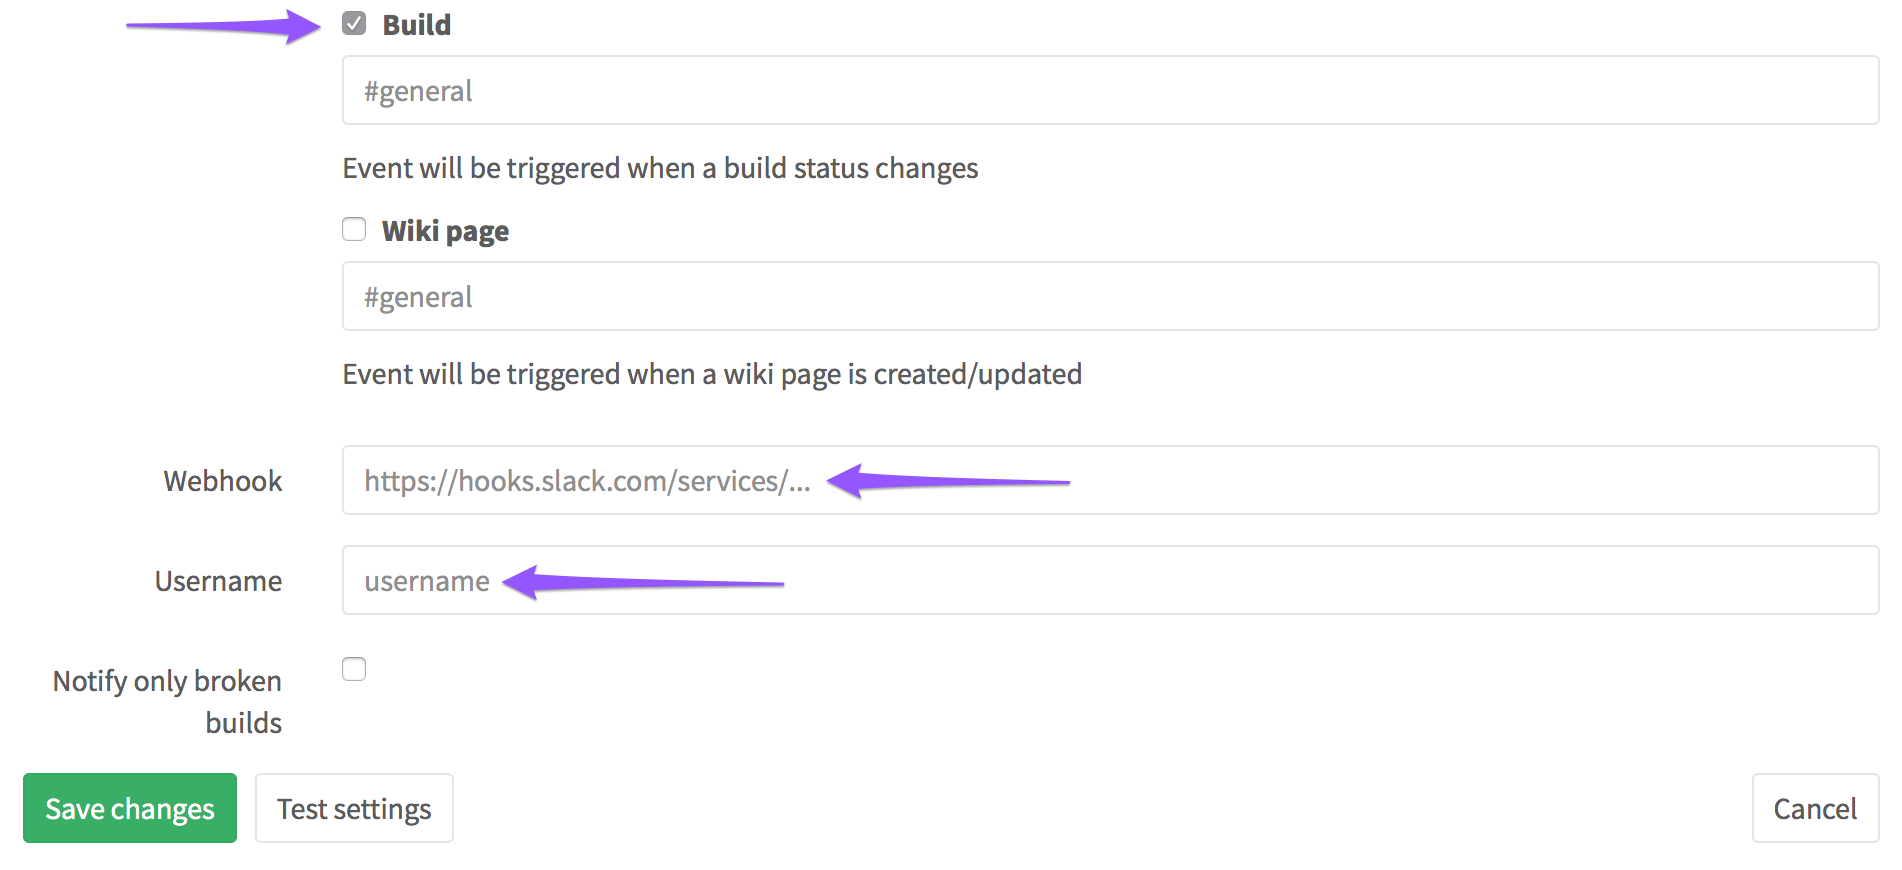 Build
#general
Event will be triggered when a build status changes
Wiki page
#general
Event will be triggered when a wiki page is created/updated
Webhook
https://hooks.slack.com/services/...
Username
username
Notify only broken
builds
Save changes
Test settings
Cancel